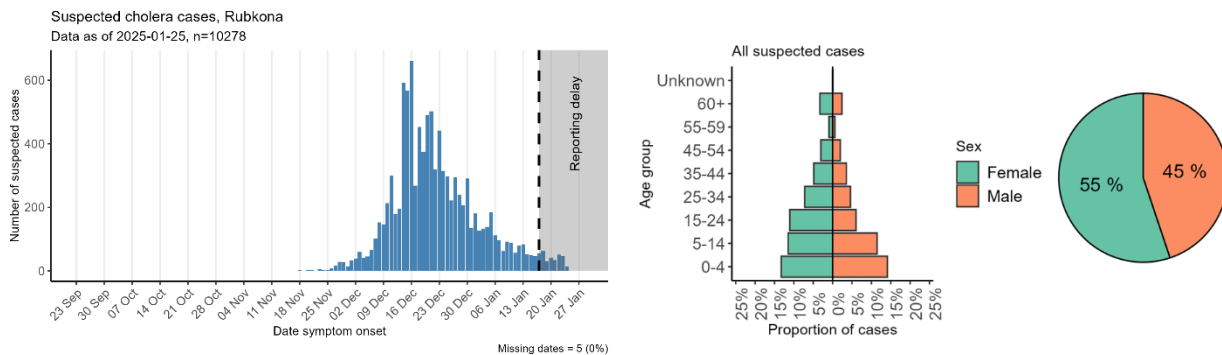 Suspected cholera cases, Rubkona
Data as of 2025-01-25, n=10278
Number of suspected cases
600
400
200
0
Reporting delay
23 Sep
30 Sep
07 Oct
14 Oct
21 Oct
28 Oct
04 Nov
11 Nov
18 Nov
25 Nov
02 Dec
09 Dec
16 Dec
23 Dec
30 Dec
06 Jan
13 Jan
20 Jan
27 Jan
Date symptom onset
Missing dates = 5 (0%)
All suspected cases
Age group
Unknown
60+
55-59
45-54
35-44
25-34
15-24
5-14
0-4
25%
20%
15%
10%
5%
0%
5%
10%
15%
20%
25%
Proportion of cases
Sex
Female
Male
55 %
45 %